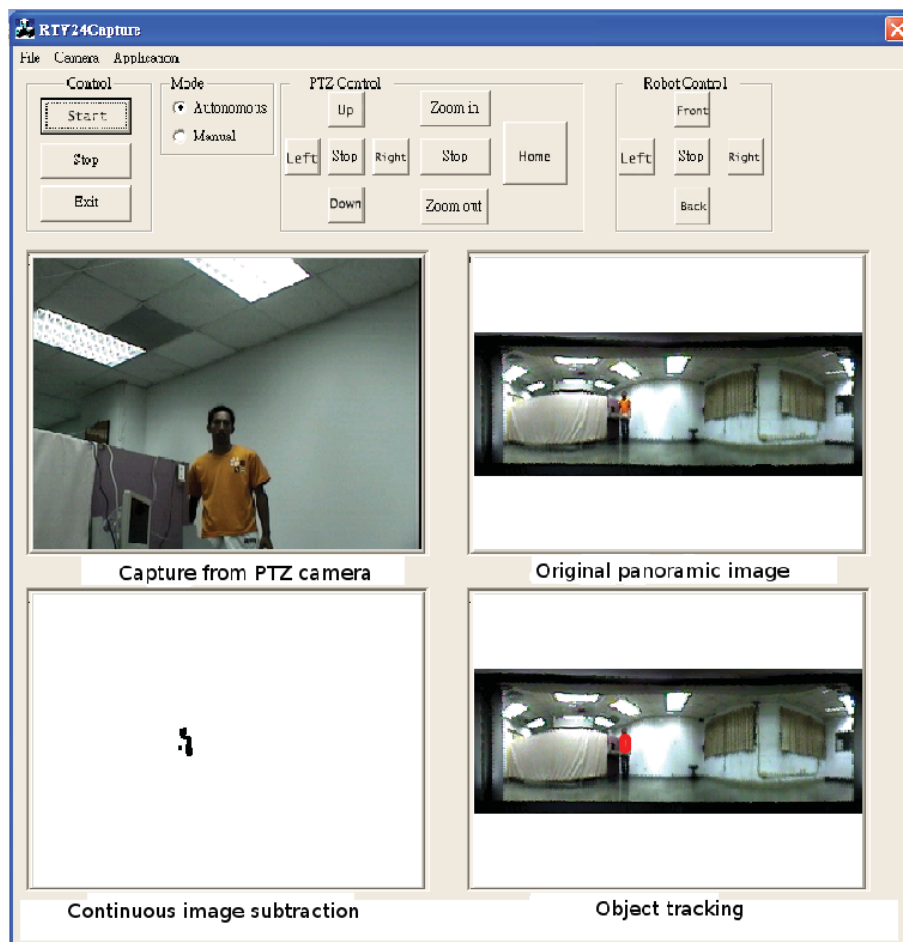 RTV24Capture
File Camera Application
Control
Start
Stop
Exit
Mode
Autonomous
Manual
PTZ Control
Up
Left Stop Right
Down
Zoom in
Stop
Zoom out
Home
Robot Control
Front
Left Stop Right
Back
Capture from PTZ camera
Original panoramic image
Continuous image subtraction
Object tracking